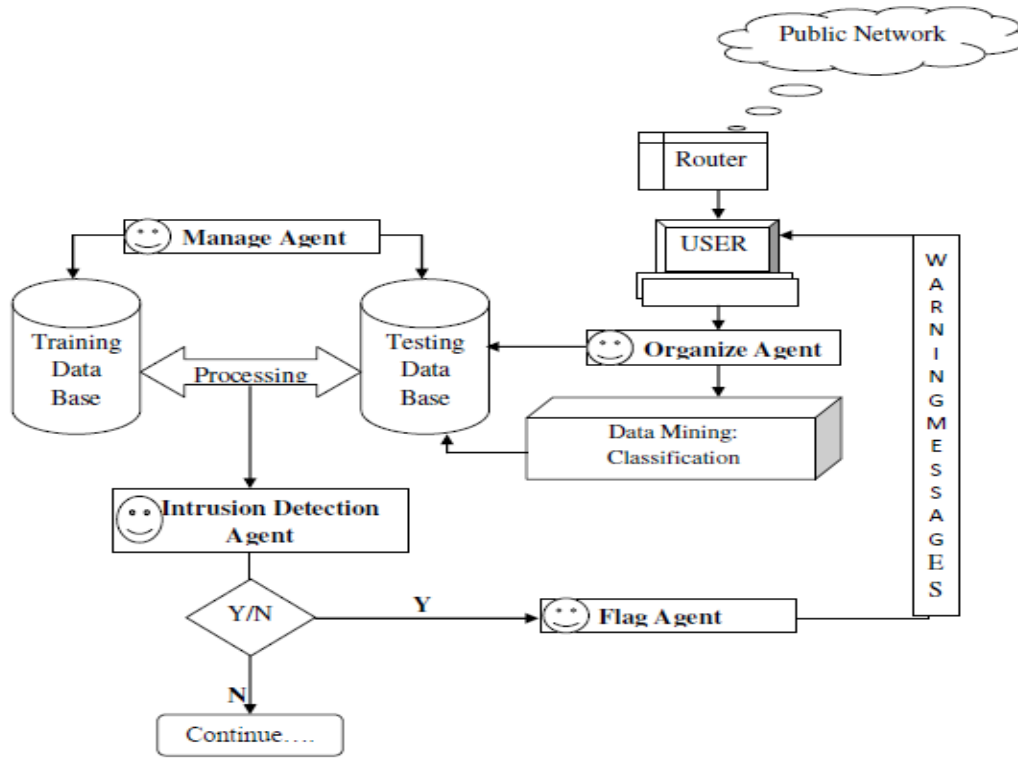 Public Network
Router
USER
Manage Agent
Organize Agent
Training
Data
Base
Processing
Testing
Data
Base
Data Mining:
Classification
WARNINGMESSAGES
Intrusion Detection
Agent
Y/N
Y
Flag Agent
N
Continue….